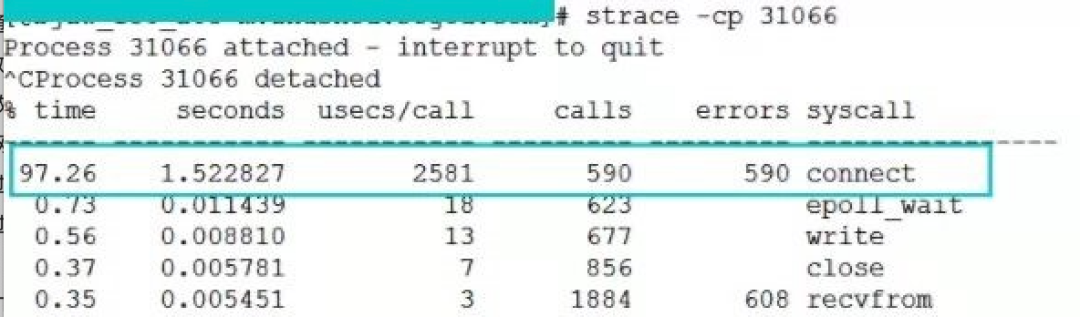 # strace -cp 31066
Process 31066 attached - interrupt to quit
^CProcess 31066 detached
% time seconds usecs/call calls errors syscall
------ ----------- ----------- --------- --------- ----------------
97.26 1.522827 2581 590 590 connect
0.73 0.011439 18 623 epoll_wait
0.56 0.008810 13 677 write
0.37 0.005781 7 856 close
0.35 0.005451 3 1884 608 recvfrom